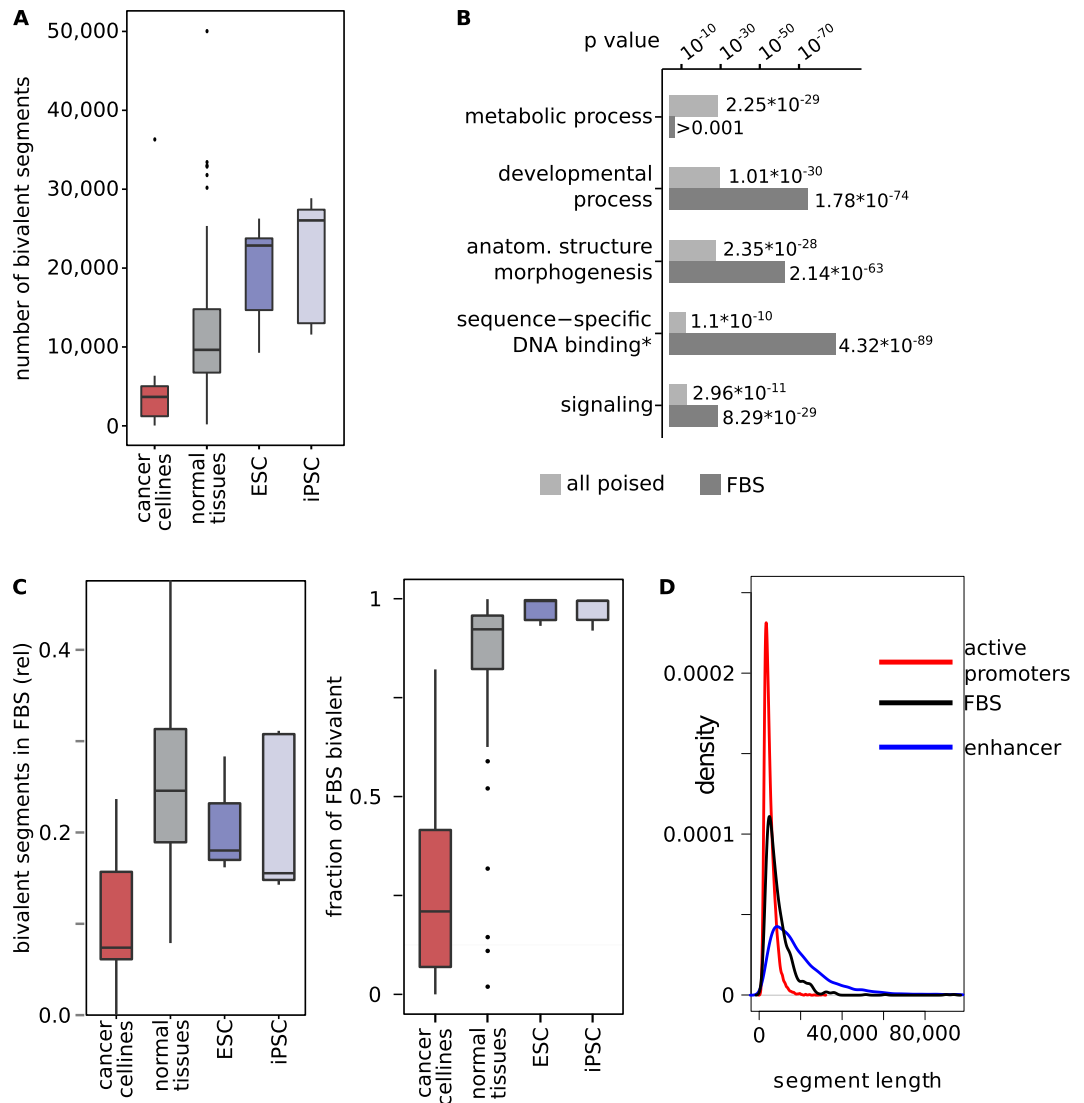 A
number of bivalent segments
50,000
40,000
30,000
20,000
10,000
0
cancer
cellines
normal
tissues
ESC
iPSC
B
p value
10-10
10-30
10-50
10-70
metabolic process
2.25*10-29
>0.001
developmental
process
1.01*10-30
1.78*10-74
anatom. structure
morphogenesis
2.35*10-28
2.14*10-63
sequence−specific
DNA binding*
1.1*10-10
4.32*10-89
signaling
2.96*10-11
8.29*10-29
all poised
FBS
C
bivalent segments in FBS (rel)
0.4
0.2
0.0
cancer
cellines
normal
tissues
ESC
iPSC
fraction of FBS bivalent
1
0.5
0
cancer
cellines
normal
tissues
ESC
iPSC
D
density
0.0002
0.0001
0
active
promoters
FBS
enhancer
0
40,000
80,000
segment length